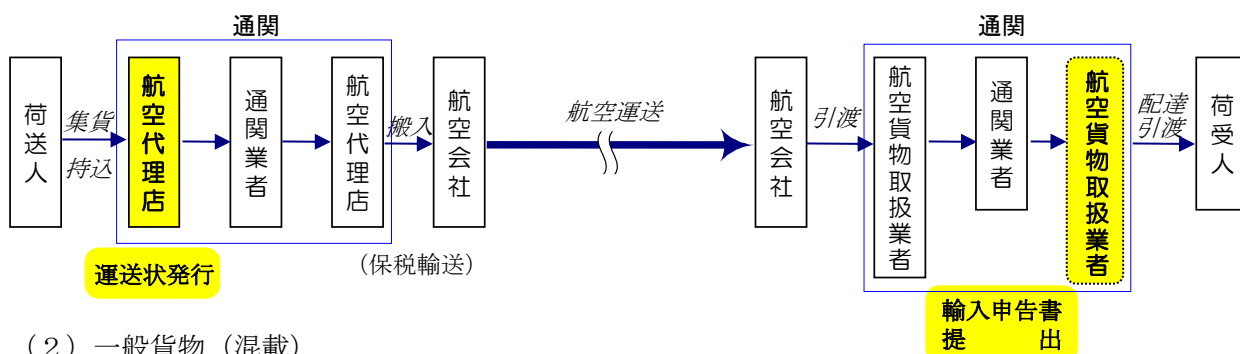 通関
通関
荷送人
集貨
持込
航空代理店
通関業者
航空代理店
搬入
航空会社
航空運送
航空会社
引渡
航空貨物取扱業者
通関業者
航空貨物取扱業者
配達
引渡
荷受人
運送状発行
(保税輸送)
輸入申告書
提 出
(2)一般貨物(混載)